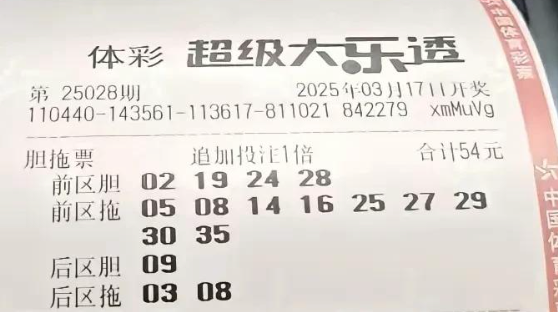 体彩 超级大乐透
第 25028期 2025年03月17日开奖
110440-143561-113617-811021 842279 xmMuVg
胆拖票 追加投注1倍 合计54元
前区胆 02 19 24 28
前区拖 05 08 14 16 25 27 29
30 35
后区胆 09
后区拖 03 08
中国体育彩票
中国体育彩